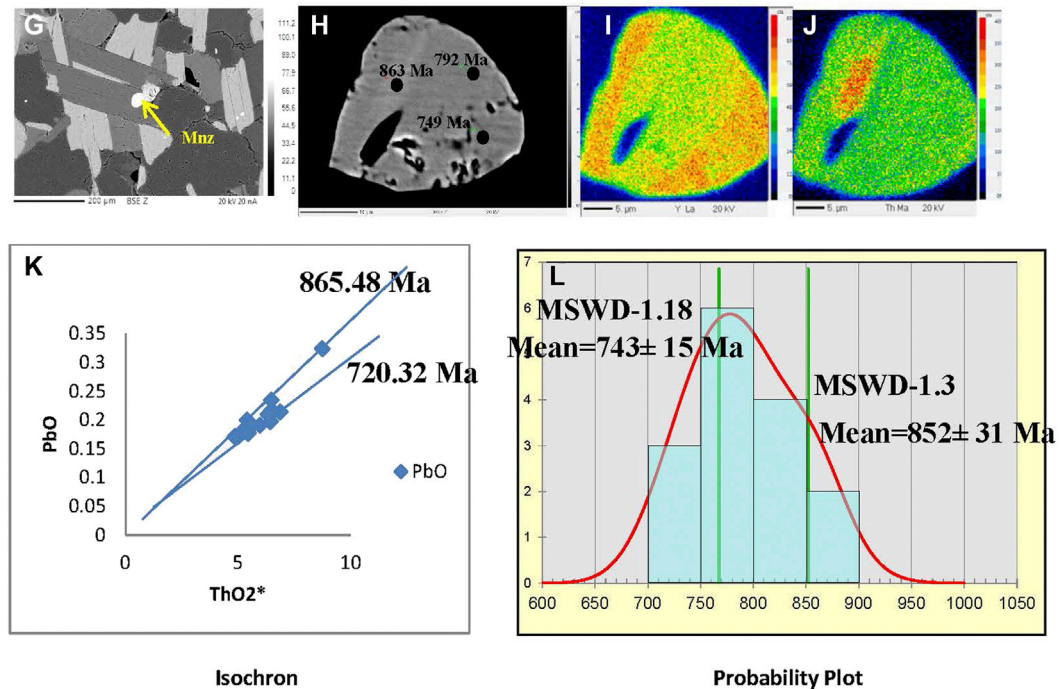 G
Mnz
200 μm BSE Z 20 kV 20 nA
H
111.1
100.0
88.9
77.9
66.7
55.6
44.5
33.2
22.1
11.1
0
863 Ma
792 Ma
749 Ma
20 kV
I
5 μm Y La 20 kV
J
5 μm Th Ma 20 kV
K
865.48 Ma
720.32 Ma
PbO
0.35
0.3
0.25
0.2
0.15
0.1
0.05
0
PbO
0 5 10
ThO2*
Isochron
L
7
6
5
4
3
2
1
0
MSWD-1.18
Mean=743± 15 Ma
MSWD-1.3
Mean=852± 31 Ma
600 650 700 750 800 850 900 950 1000 1050
Probability Plot